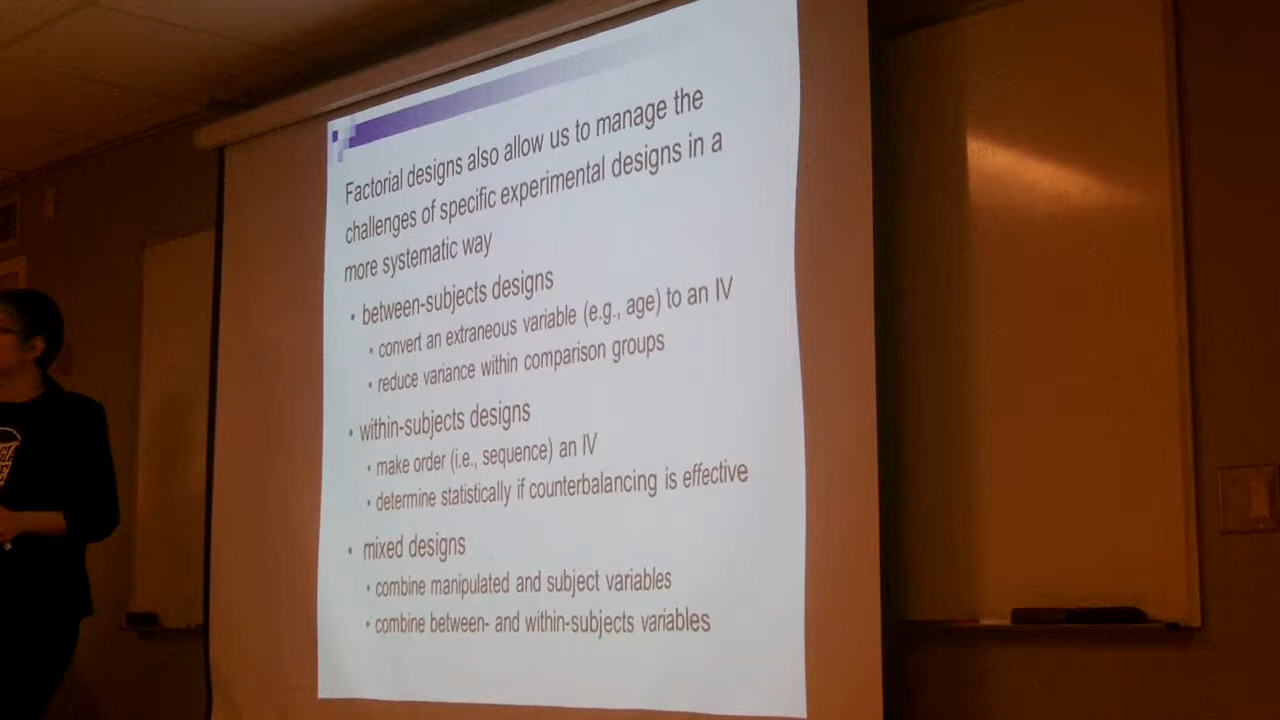 Factorial designs also allow us to manage the
challenges of specific experimental designs in a
more systematic way
• between-subjects designs
• convert an extraneous variable (e.g., age) to an IV
• reduce variance within comparison groups
• within-subjects designs
• make order (i.e., sequence) an IV
• determine statistically if counterbalancing is effective
• mixed designs
• combine manipulated and subject variables
• combine between- and within-subjects variables